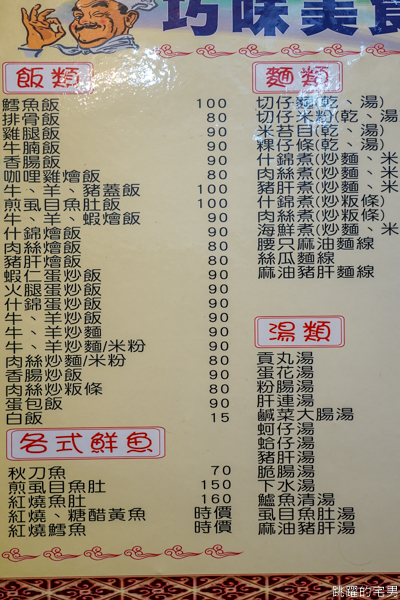 巧味美食
飯類
鱈魚飯 100
排骨飯 80
雞腿飯 90
牛腩飯 90
香腸飯 90
咖哩雞燴飯 80
牛、羊、豬蓋飯 100
煎虱目魚肚飯 100
牛、羊、蝦燴飯 90
什錦燴飯 90
肉絲燴飯 80
豬肝燴飯 80
蝦仁蛋炒飯 90
火腿蛋炒飯 90
什錦蛋炒飯 90
牛、羊炒飯 90
牛、羊炒麵 90
牛、羊炒麵/米粉 90
肉絲炒麵/米粉 80
香腸炒飯 90
肉絲炒粄條 80
蛋包飯 90
白飯 15
各式鮮魚
秋刀魚 70
煎虱目魚肚 150
紅燒魚肚 160
紅燒、糖醋黃魚 時價
紅燒鱈魚 時價
麵類
切仔麵(乾、湯)
切仔米粉(乾、湯
米苔目(乾、湯)
粿仔條(乾、湯)
什錦煮(炒麵、米
肉絲煮(炒麵、米
豬肝煮(炒麵、米
什錦煮(炒粄條)
肉絲煮(炒粄條)
海鮮煮(炒麵、米
腰只麻油麵線
絲瓜麵線
麻油豬肝麵線
湯類
貢丸湯
蛋花湯
粉腸湯
肝連湯
鹹菜大腸湯
蚵仔湯
蛤仔湯
豬肝湯
脆腸湯
下水湯
鱸魚清湯
虱目魚肚湯
麻油豬肝湯
跳躍的宅男